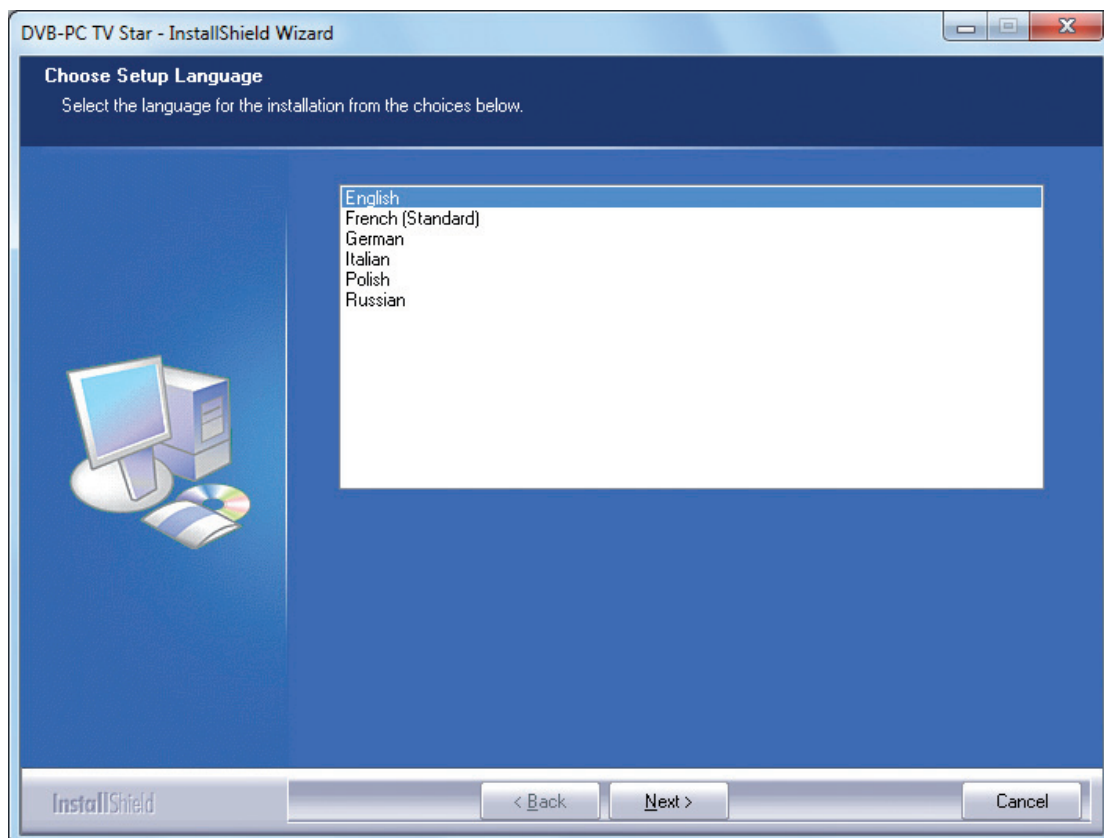 DVB-PC TV Star - InstallShield Wizard
Choose Setup Language
Select the language for the installation from the choices below.
English
French (Standard)
German
Italian
Polish
Russian
InstallShield
< Back
Next >
Cancel